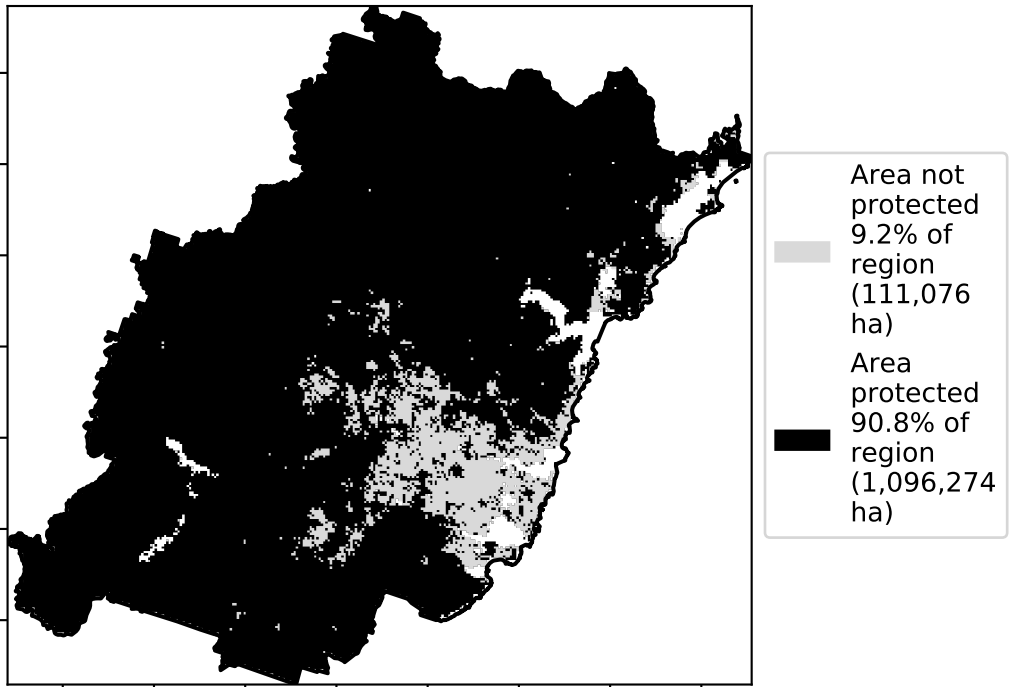 Area not
protected
9.2% of
region
(111,076
ha)
Area
protected
90.8% of
region
(1,096,274
ha)